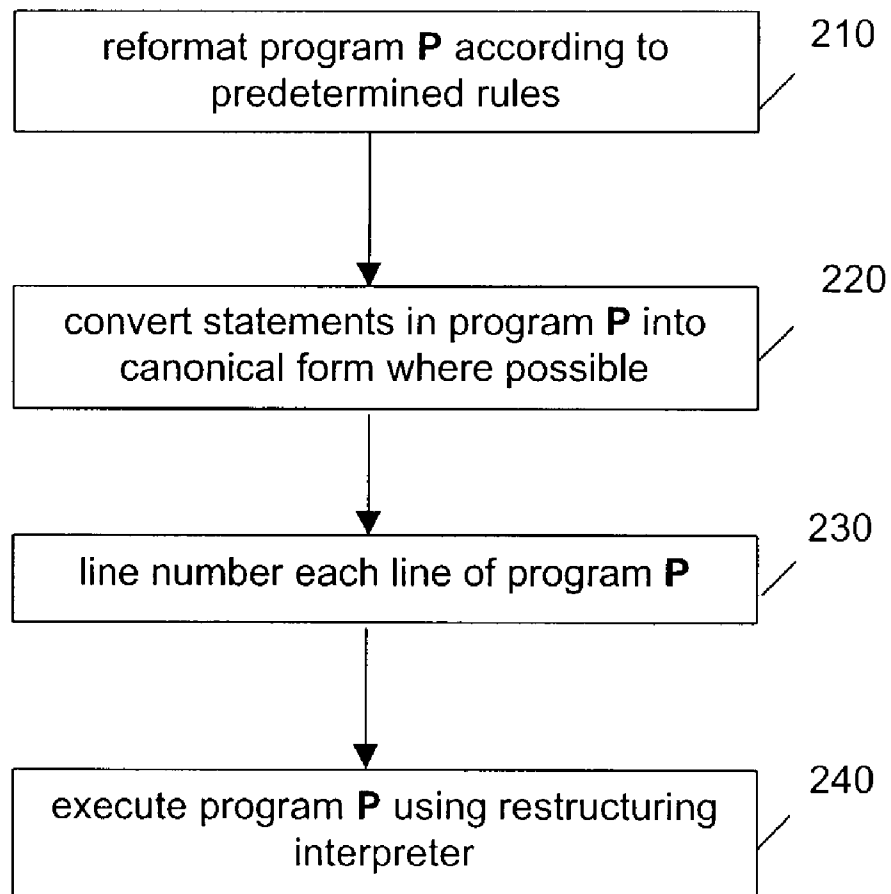 reformat program P according to
predetermined rules
210
convert statements in program P into
canonical form where possible
220
line number each line of program P
230
execute program P using restructuring
interpreter
240